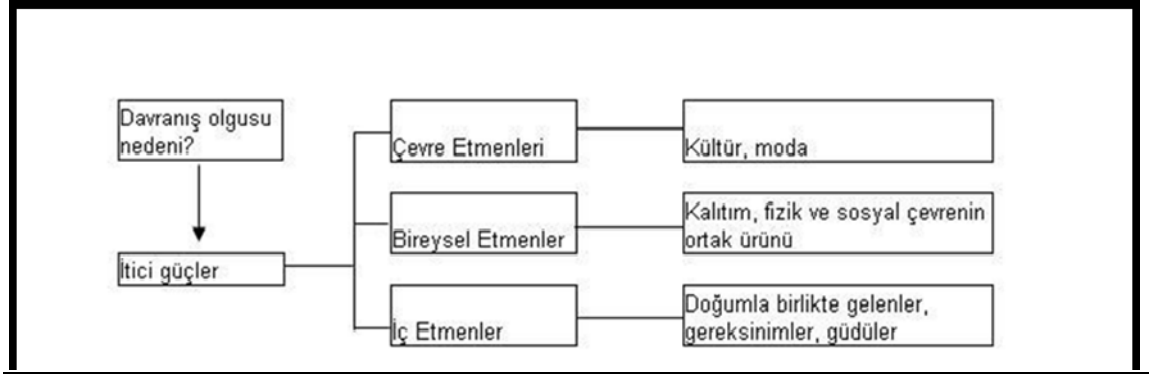 Davranış olgusu
nedeni?
İtici güçler
Çevre Etmenleri
Kültür, moda
Bireysel Etmenler
Kalıtım, fizik ve sosyal çevrenin
ortak ürünü
İç Etmenler
Doğumla birlikte gelenler,
gereksinimler, güdüler